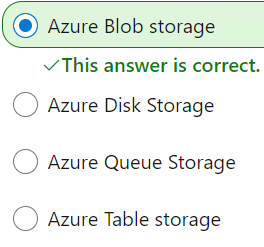 Azure Blob storage
This answer is correct.
Azure Disk Storage
Azure Queue Storage
Azure Table storage